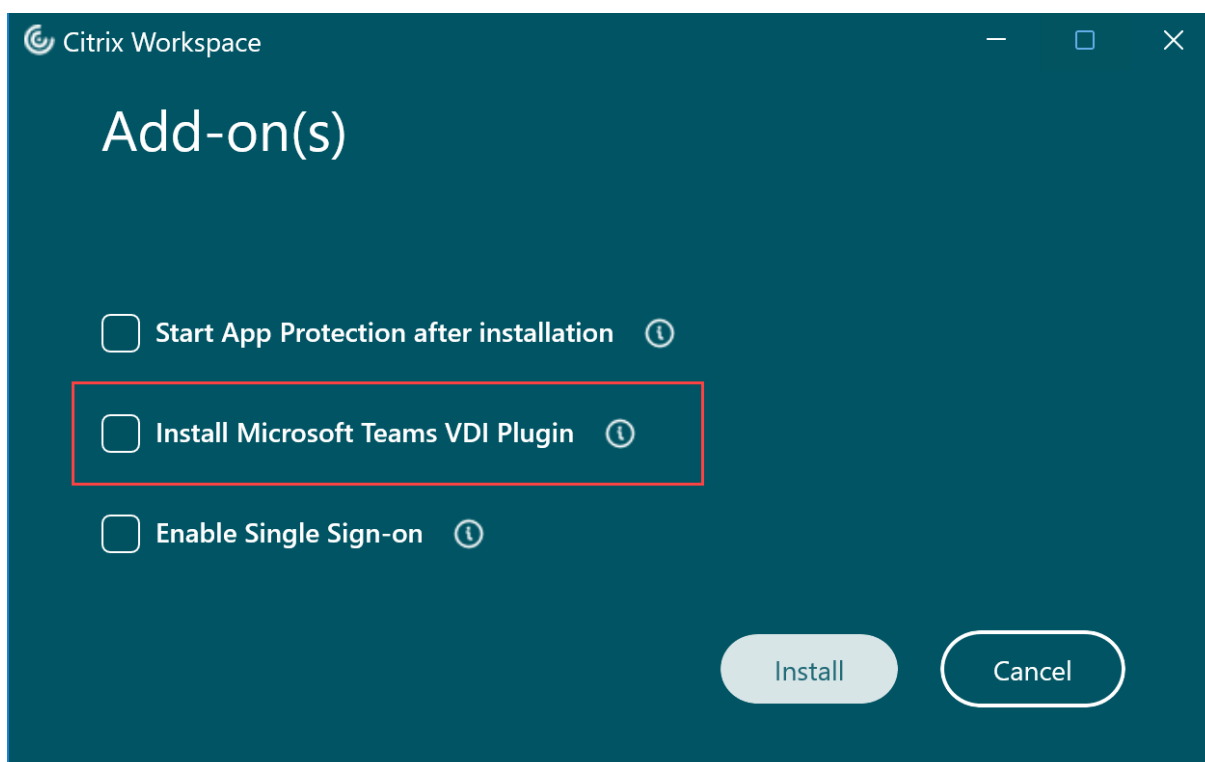 Citrix Workspace
Add-on(s)
Start App Protection after installation
Install Microsoft Teams VDI Plugin
Enable Single Sign-on
Install
Cancel